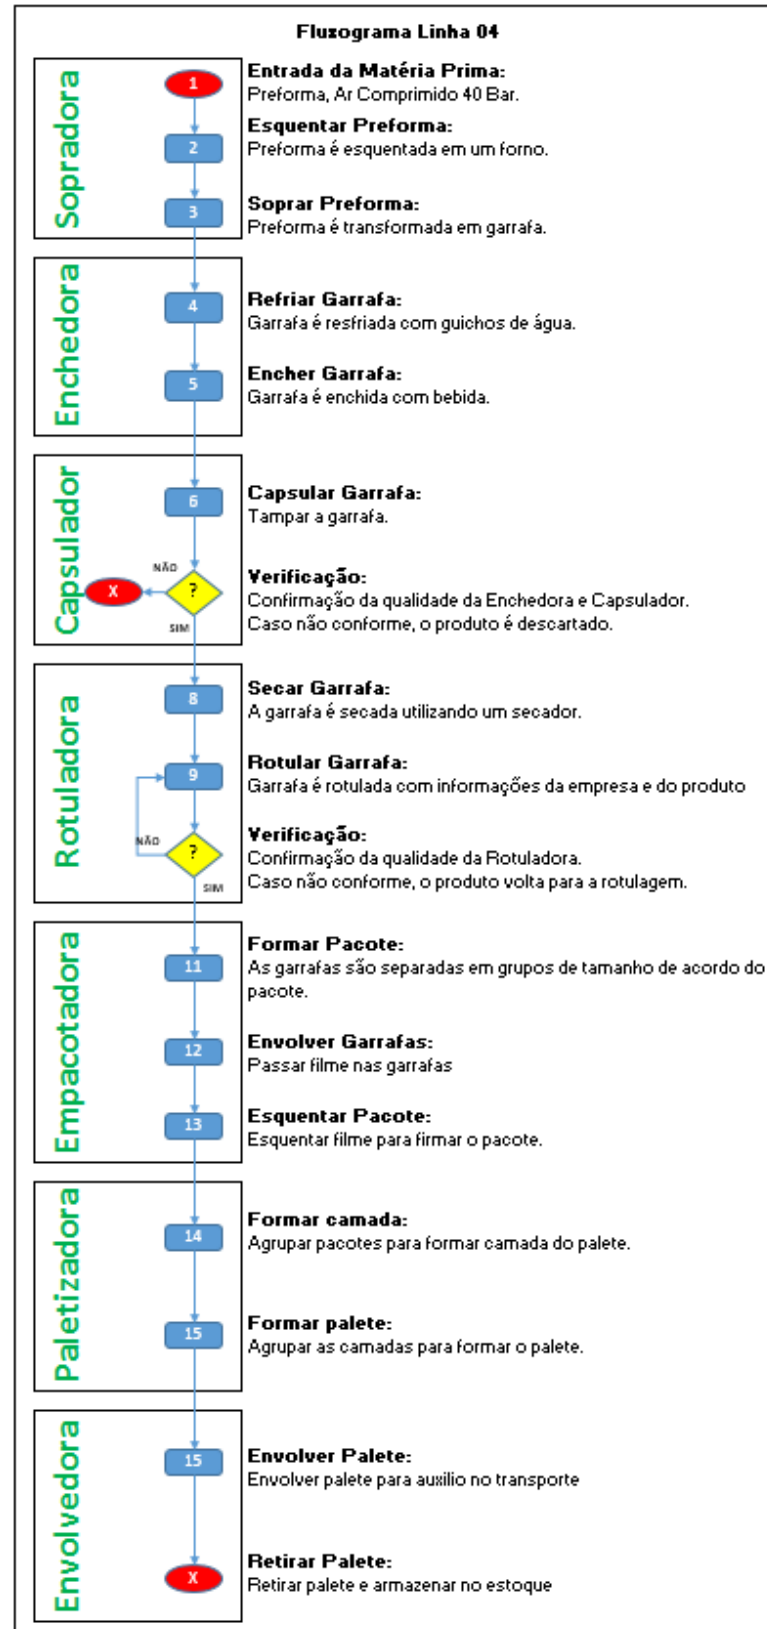 Fluxograma Linha 04
Sopradora
1
Entrada da Matéria Prima:
Preforma, Ar Comprimido 40 Bar.
2
Esquentar Preforma:
Preforma é esquentada em um forno.
3
Soprar Preforma:
Preforma é transformada em garrafa.
Enchedora
4
Refriar Garrafa:
Garrafa é resfriada com guichos de água.
5
Encher Garrafa:
Garrafa é enchida com bebida.
Capsulador
6
Capsular Garrafa:
Tampar a garrafa.
NÃO
X
?
SIM
Verificação:
Confirmação da qualidade da Enchedora e Capsulador.
Caso não conforme, o produto é descartado.
Rotuladora
8
Secar Garrafa:
A garrafa é secada utilizando um secador.
9
Rotular Garrafa:
Garrafa é rotulada com informações da empresa e do produto
NÃO
?
SIM
Verificação:
Confirmação da qualidade da Rotuladora.
Caso não conforme, o produto volta para a rotulagem.
Empacotadora
11
Formar Pacote:
As garrafas são separadas em grupos de tamanho de acordo do
pacote.
12
Envolver Garrafas:
Passar filme nas garrafas
13
Esquentar Pacote:
Esquentar filme para firmar o pacote.
Paletizadora
14
Formar camada:
Agrupar pacotes para formar camada do palete.
15
Formar palete:
Agrupar as camadas para formar o palete.
Envolvedora
15
Envolver Palete:
Envolver palete para auxilio no transporte
X
Retirar Palete:
Retirar palete e armazenar no estoque